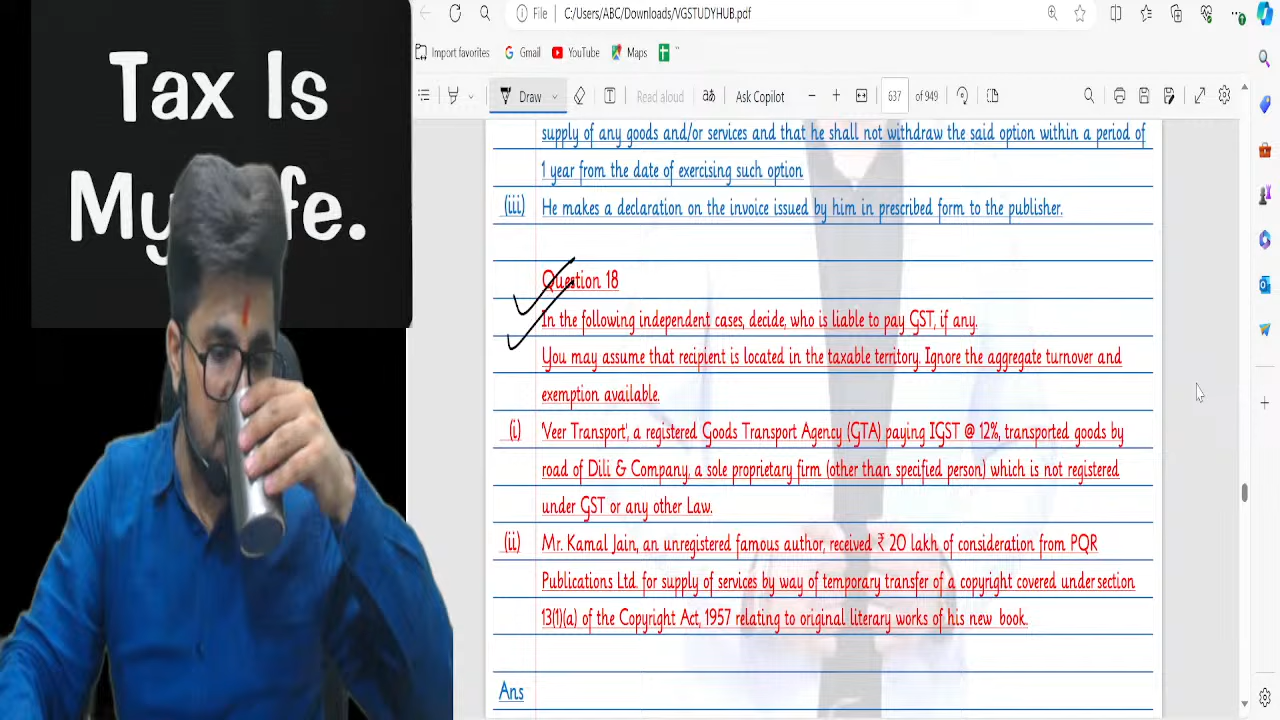 Tax Is
My fe.
File
C:/Users/ABC/Downloads/VGSTUDYHUB.pdf
Import favorites
Gmail
YouTube
Maps
Draw
Read aloud
Ask Copilot
637 of 949
supply of any goods and/or services and that he shall not withdraw the said option within a period of
1 year from the date of exercising such option
(iii) He makes a declaration on the invoice issued by him in prescribed form to the publisher.
Question 18
In the following independent cases, decide, who is liable to pay GST, if any.
You may assume that recipient is located in the taxable territory. Ignore the aggregate turnover and
exemption available.
(i) 'Veer Transport', a registered Goods Transport Agency (GTA) paying IGST @ 12%, transported goods by
road of Dili & Company, a sole proprietary firm (other than specified person) which is not registered
under GST or any other Law.
(ii) Mr. Kamal Jain, an unregistered famous author, received ₹ 20 lakh of consideration from PQR
Publications Ltd. for supply of services by way of temporary transfer of a copyright covered under section
13(1)(a) of the Copyright Act, 1957 relating to original literary works of his new book.
Ans